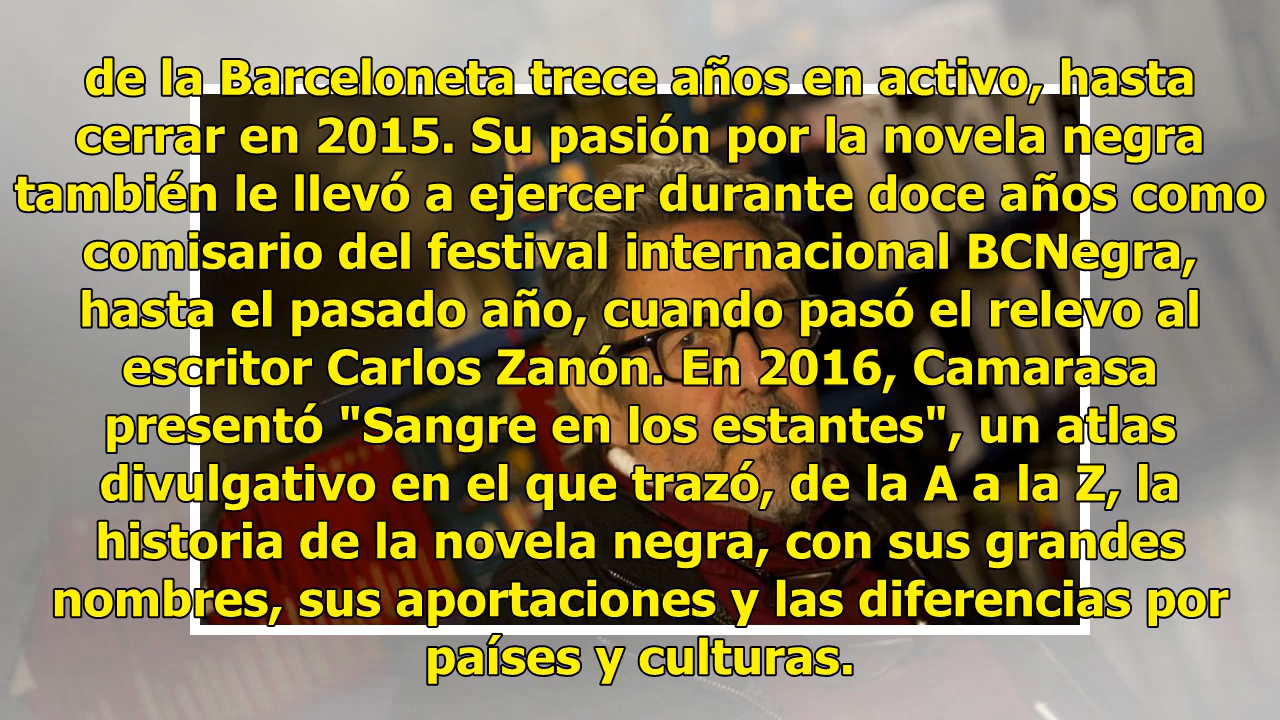 de la Barceloneta trece años en activo, hasta
cerrar en 2015. Su pasión por la novela negra
también le llevó a ejercer durante doce años como
comisario del festival internacional BCNegra,
hasta el pasado año, cuando pasó el relevo al
escritor Carlos Zanón. En 2016, Camarasa
presentó "Sangre en los estantes", un atlas
divulgativo en el que trazó, de la A a la Z, la
historia de la novela negra, con sus grandes
nombres, sus aportaciones y las diferencias por
países y culturas.